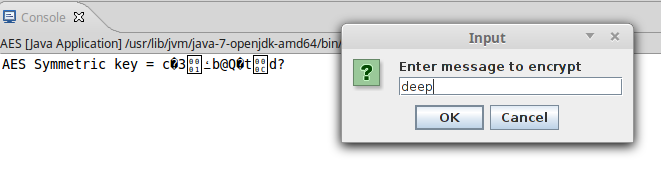 Console
AES [Java Application] /usr/lib/jvm/java-7-openjdk-amd64/bin/
AES Symmetric key = c�3
b@Q�t
d?
Input
Enter message to encrypt
deep
OK
Cancel